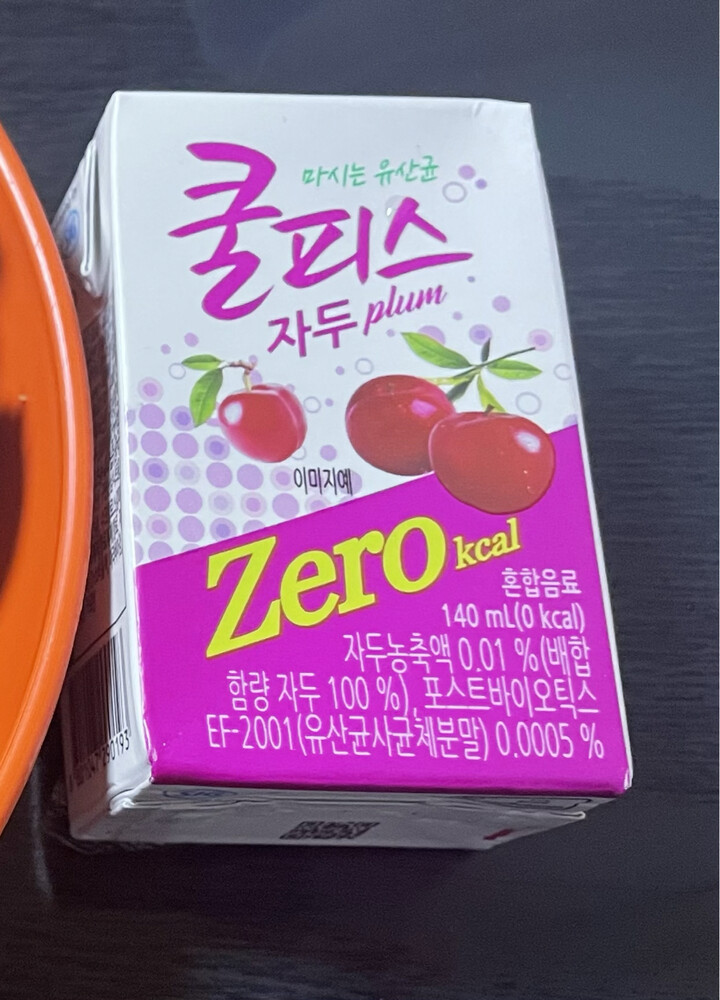 마시는 유산균
쿨피스
자두 plum
이미지예
Zero kcal
혼합음료
140 mL(0 kcal)
자두농축액 0.01 %(배합
함량 자두 100 %), 포스트바이오틱스
EF-2001(유산균사균체분말) 0.0005 %